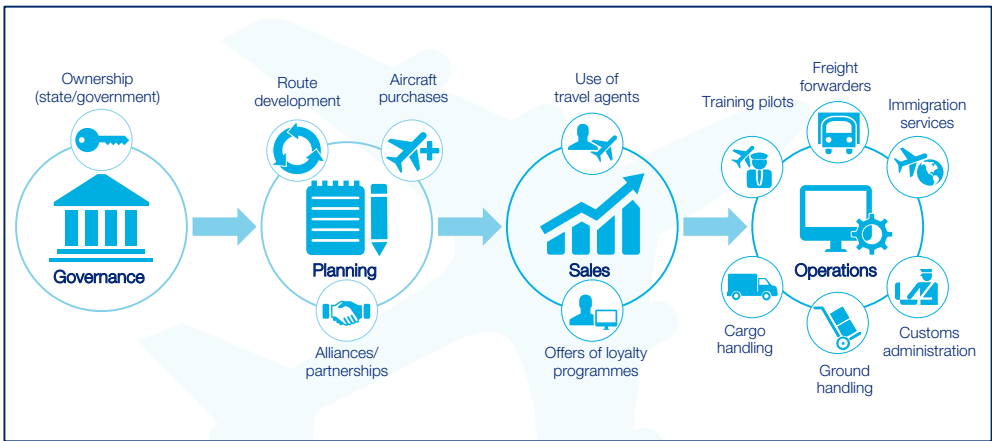 Ownership
(state/government)
Governance
Route
development
Aircraft
purchases
Planning
Alliances/
partnerships
Use of
travel agents
Sales
Offers of loyalty
programmes
Training pilots
Freight
forwarders
Immigration
services
Operations
Cargo
handling
Ground
handling
Customs
administration